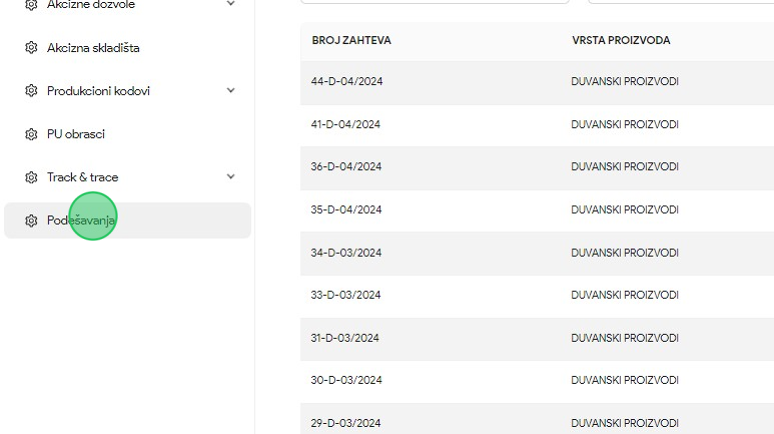 Akcizne dozvole
Akcizna skladišta
Produkcioni kodovi
PU obrasci
Track & trace
Podešavanja
BROJ ZAHTEVA VRSTA PROIZVODA
44-D-04/2024 DUVANSKI PROIZVODI
41-D-04/2024 DUVANSKI PROIZVODI
36-D-04/2024 DUVANSKI PROIZVODI
35-D-04/2024 DUVANSKI PROIZVODI
34-D-03/2024 DUVANSKI PROIZVODI
33-D-03/2024 DUVANSKI PROIZVODI
31-D-03/2024 DUVANSKI PROIZVODI
30-D-03/2024 DUVANSKI PROIZVODI
29-D-03/2024 DUVANSKI PROIZVODI